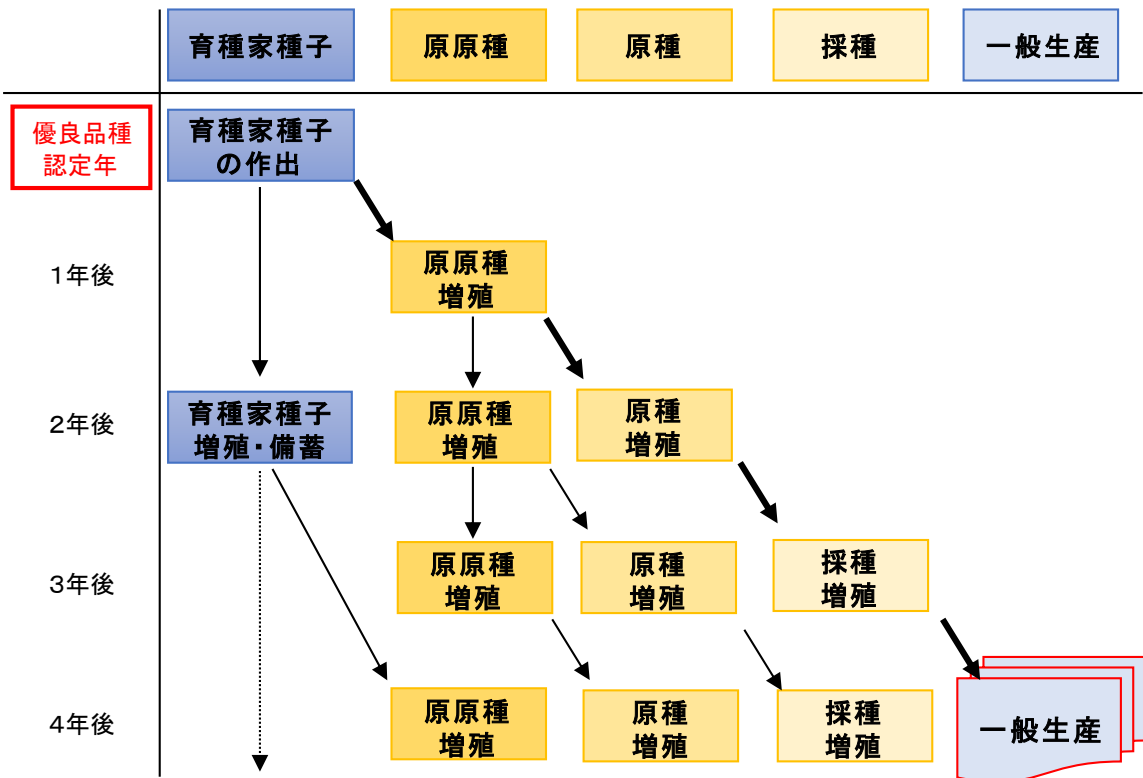 育種家種子
原原種
原種
採種
一般生産
優良品種
認定年
育種家種子
の作出
1年後
原原種
増殖
2年後
育種家種子
増殖・備蓄
原原種
増殖
原種
増殖
3年後
原原種
増殖
原種
増殖
採種
増殖
4年後
原原種
増殖
原種
増殖
採種
増殖
一般生産